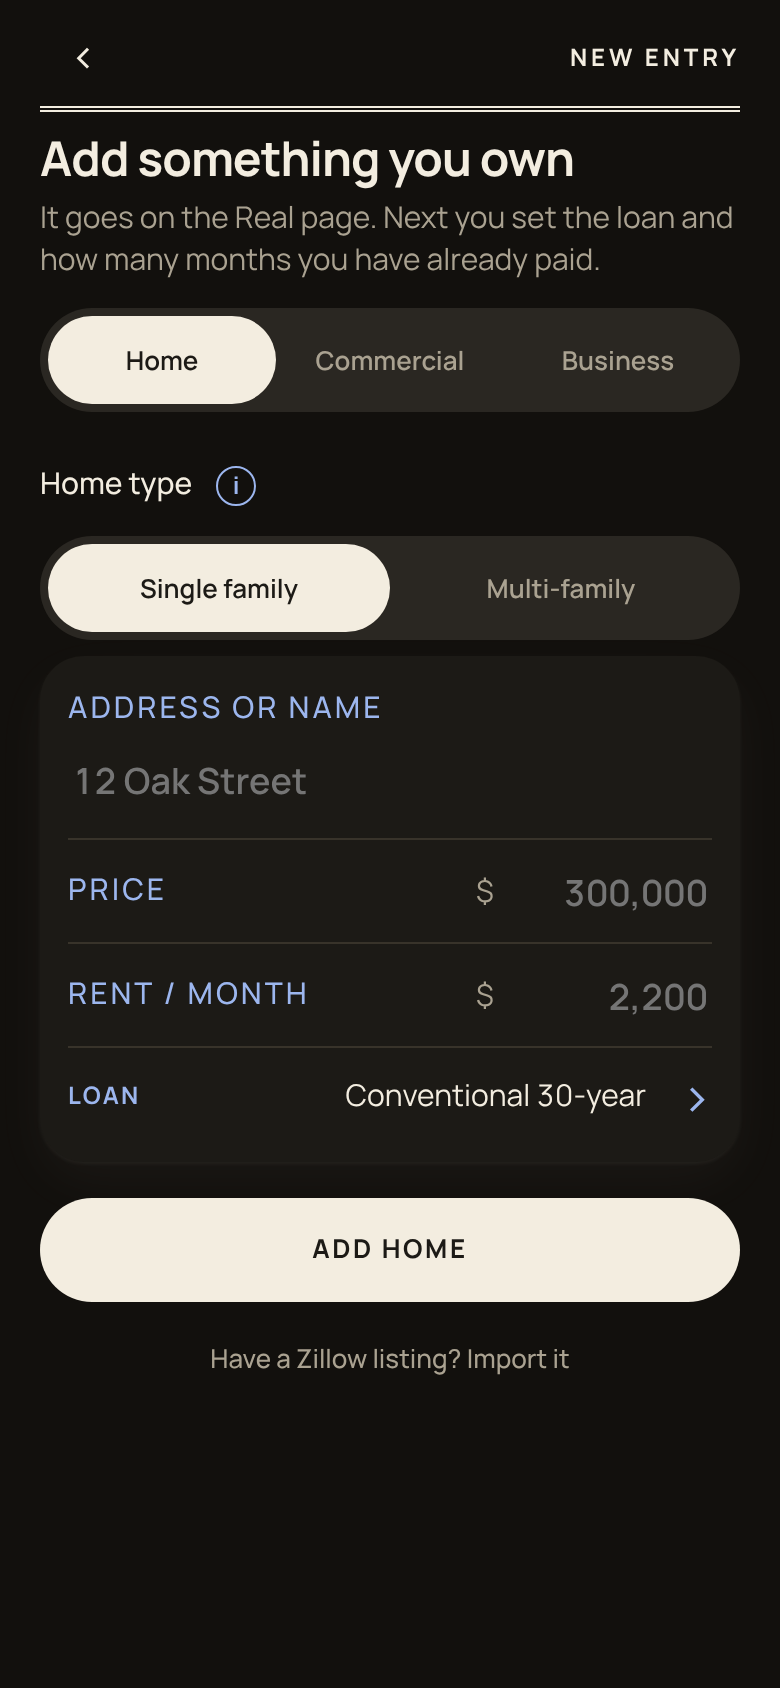 NEW ENTRY
Add something you own
It goes on the Real page. Next you set the loan and
how many months you have already paid.
Home Commercial Business
Home type i
Single family Multi-family
ADDRESS OR NAME
12 Oak Street
PRICE $ 300,000
RENT / MONTH $ 2,200
LOAN Conventional 30-year
ADD HOME
Have a Zillow listing? Import it